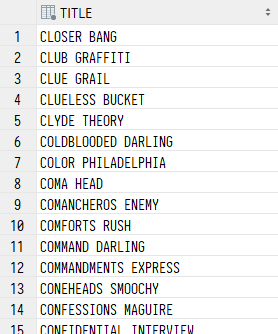 TITLE
1 CLOSER BANG
2 CLUB GRAFFITI
3 CLUE GRAIL
4 CLUELESS BUCKET
5 CLYDE THEORY
6 COLDBLOODED DARLING
7 COLOR PHILADELPHIA
8 COMA HEAD
9 COMANCHEROS ENEMY
10 COMFORTS RUSH
11 COMMAND DARLING
12 COMMANDMENTS EXPRESS
13 CONEHEADS SMOOCHY
14 CONFESSIONS MAGUIRE
15 CONFIDENTIAL INTERVIEW